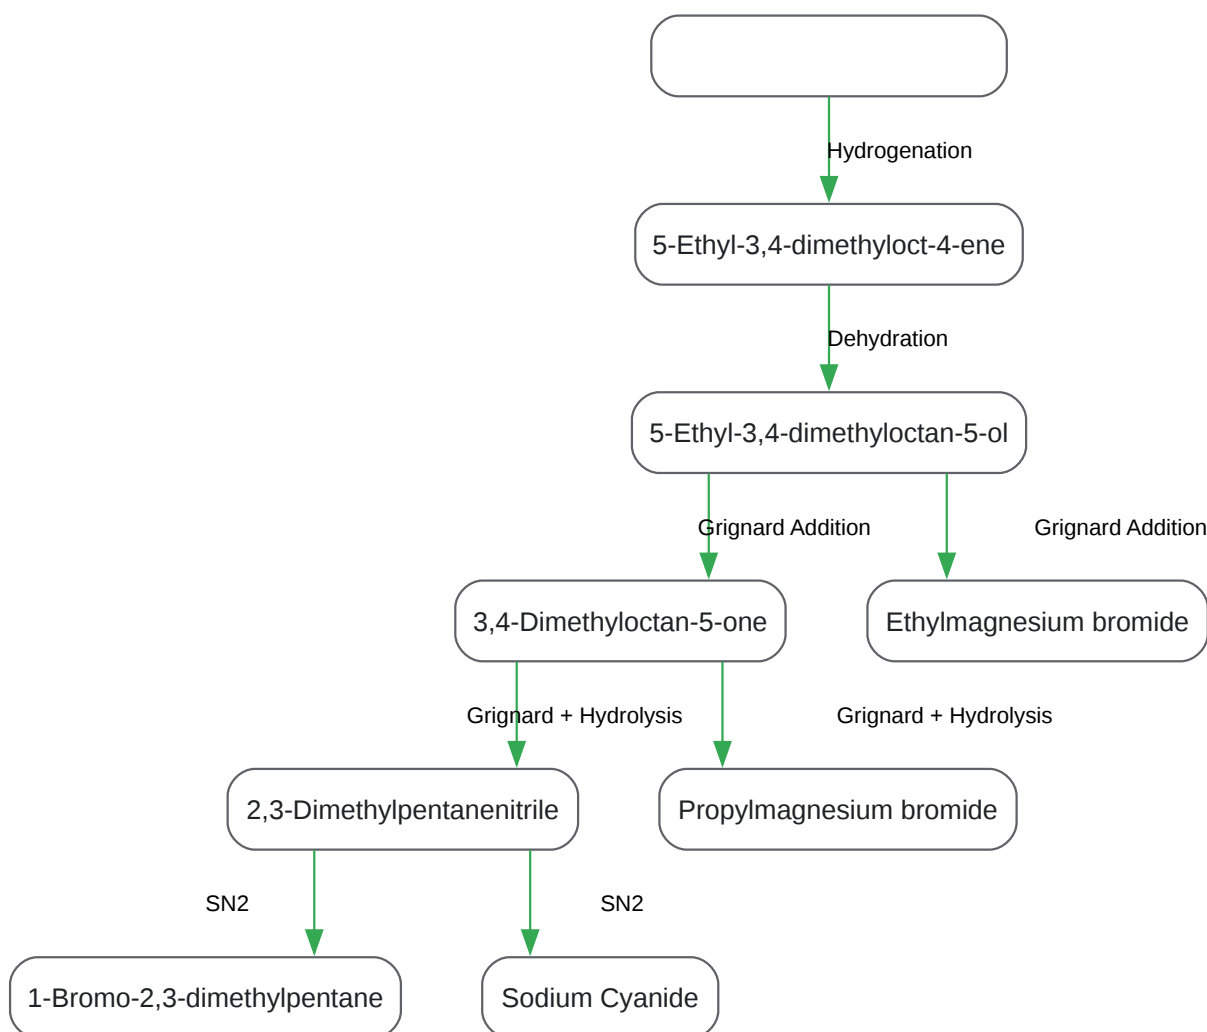 Hydrogenation
5-Ethyl-3,4-dimethyloct-4-ene
Dehydration
5-Ethyl-3,4-dimethyloctan-5-ol
Grignard Addition
Grignard Addition
3,4-Dimethyloctan-5-one
Ethylmagnesium bromide
Grignard + Hydrolysis
Grignard + Hydrolysis
2,3-Dimethylpentanenitrile
Propylmagnesium bromide
SN2
SN2
1-Bromo-2,3-dimethylpentane
Sodium Cyanide